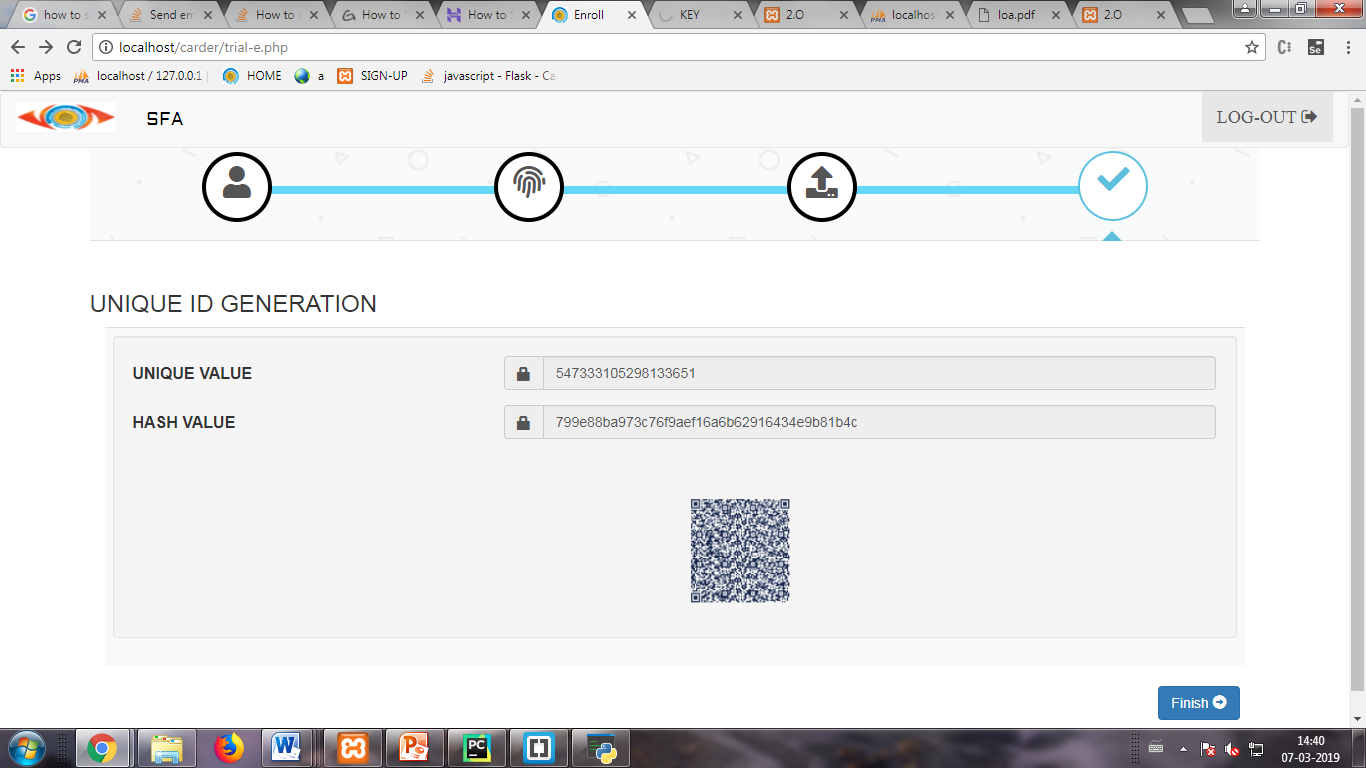 how to s
Send em
How to s
How to
How to
Enroll
KEY
2.O
localhos
loa.pdf
2.O
localhost/carder/trial-e.php
Apps
localhost / 127.0.0.1
HOME
a
SIGN-UP
javascript - Flask - Ca
SFA
LOG-OUT
UNIQUE ID GENERATION
UNIQUE VALUE
547333105298133651
HASH VALUE
799e88ba973c76f9aef16a6b62916434e9b81b4c
Finish
14:40
07-03-2019